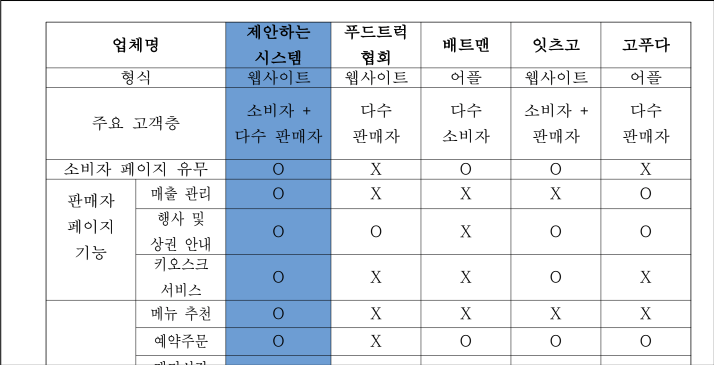 업체명 제안하는 시스템 푸드트럭 협회 배트맨 잇츠고 고푸다
형식 웹사이트 웹사이트 어플 웹사이트 어플
주요 고객층 소비자 + 다수 판매자 다수 판매자 다수 소비자 소비자 + 판매자 다수 판매자
소비자 페이지 유무 O X O O X
판매자 페이지 기능 매출 관리 O X X X O
행사 및 상권 안내 O O X O O
키오스크 서비스 O X X O X
메뉴 추천 O X X X X
예약주문 O X O O O